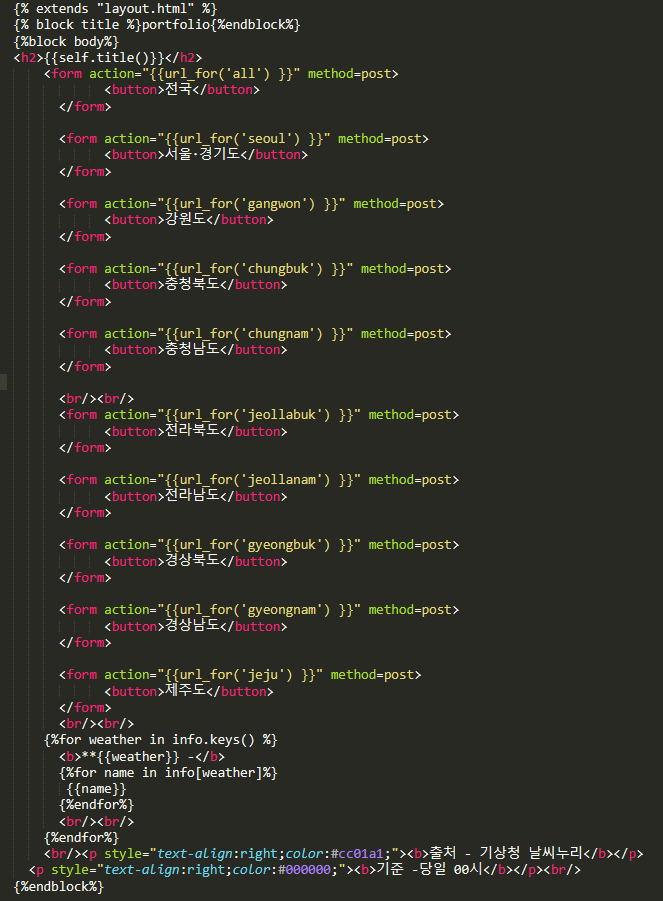 {% extends "layout.html" %}
{% block title %}portfolio{%endblock%}
{%block body%}
<h2>{{self.title()}}</h2>
<form action="{{url_for('all') }}" method=post>
<button>전국</button>
</form>
<form action="{{url_for('seoul') }}" method=post>
<button>서울·경기도</button>
</form>
<form action="{{url_for('gangwon') }}" method=post>
<button>강원도</button>
</form>
<form action="{{url_for('chungbuk') }}" method=post>
<button>충청북도</button>
</form>
<form action="{{url_for('chungnam') }}" method=post>
<button>충청남도</button>
</form>
<br/><br/>
<form action="{{url_for('jeollabuk') }}" method=post>
<button>전라북도</button>
</form>
<form action="{{url_for('jeollanam') }}" method=post>
<button>전라남도</button>
</form>
<form action="{{url_for('gyeongbuk') }}" method=post>
<button>경상북도</button>
</form>
<form action="{{url_for('gyeongnam') }}" method=post>
<button>경상남도</button>
</form>
<form action="{{url_for('jeju') }}" method=post>
<button>제주도</button>
</form>
<br/><br/>
{%for weather in info.keys() %}
<b>**{{weather}} -</b>
{%for name in info[weather]%}
{{name}}
{%endfor%}
<br/><br/>
{%endfor%}
<br/><p style="text-align:right;color:#cc01a1;"><b>출처 - 기상청 날씨누리</b></p>
<p style="text-align:right;color:#000000;"><b>기준 -당일 00시</b></p><br/>
{%endblock%}